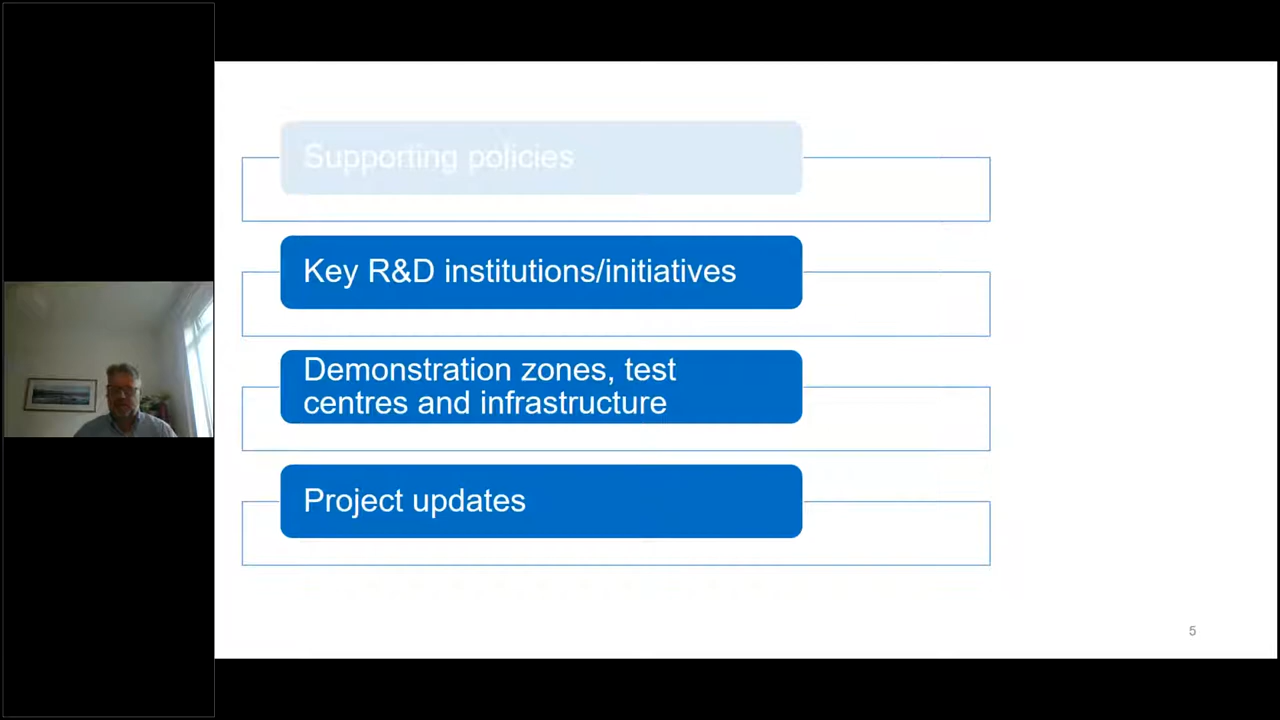 Supporting policies
Key R&D institutions/initiatives
Demonstration zones, test
centres and infrastructure
Project updates
5